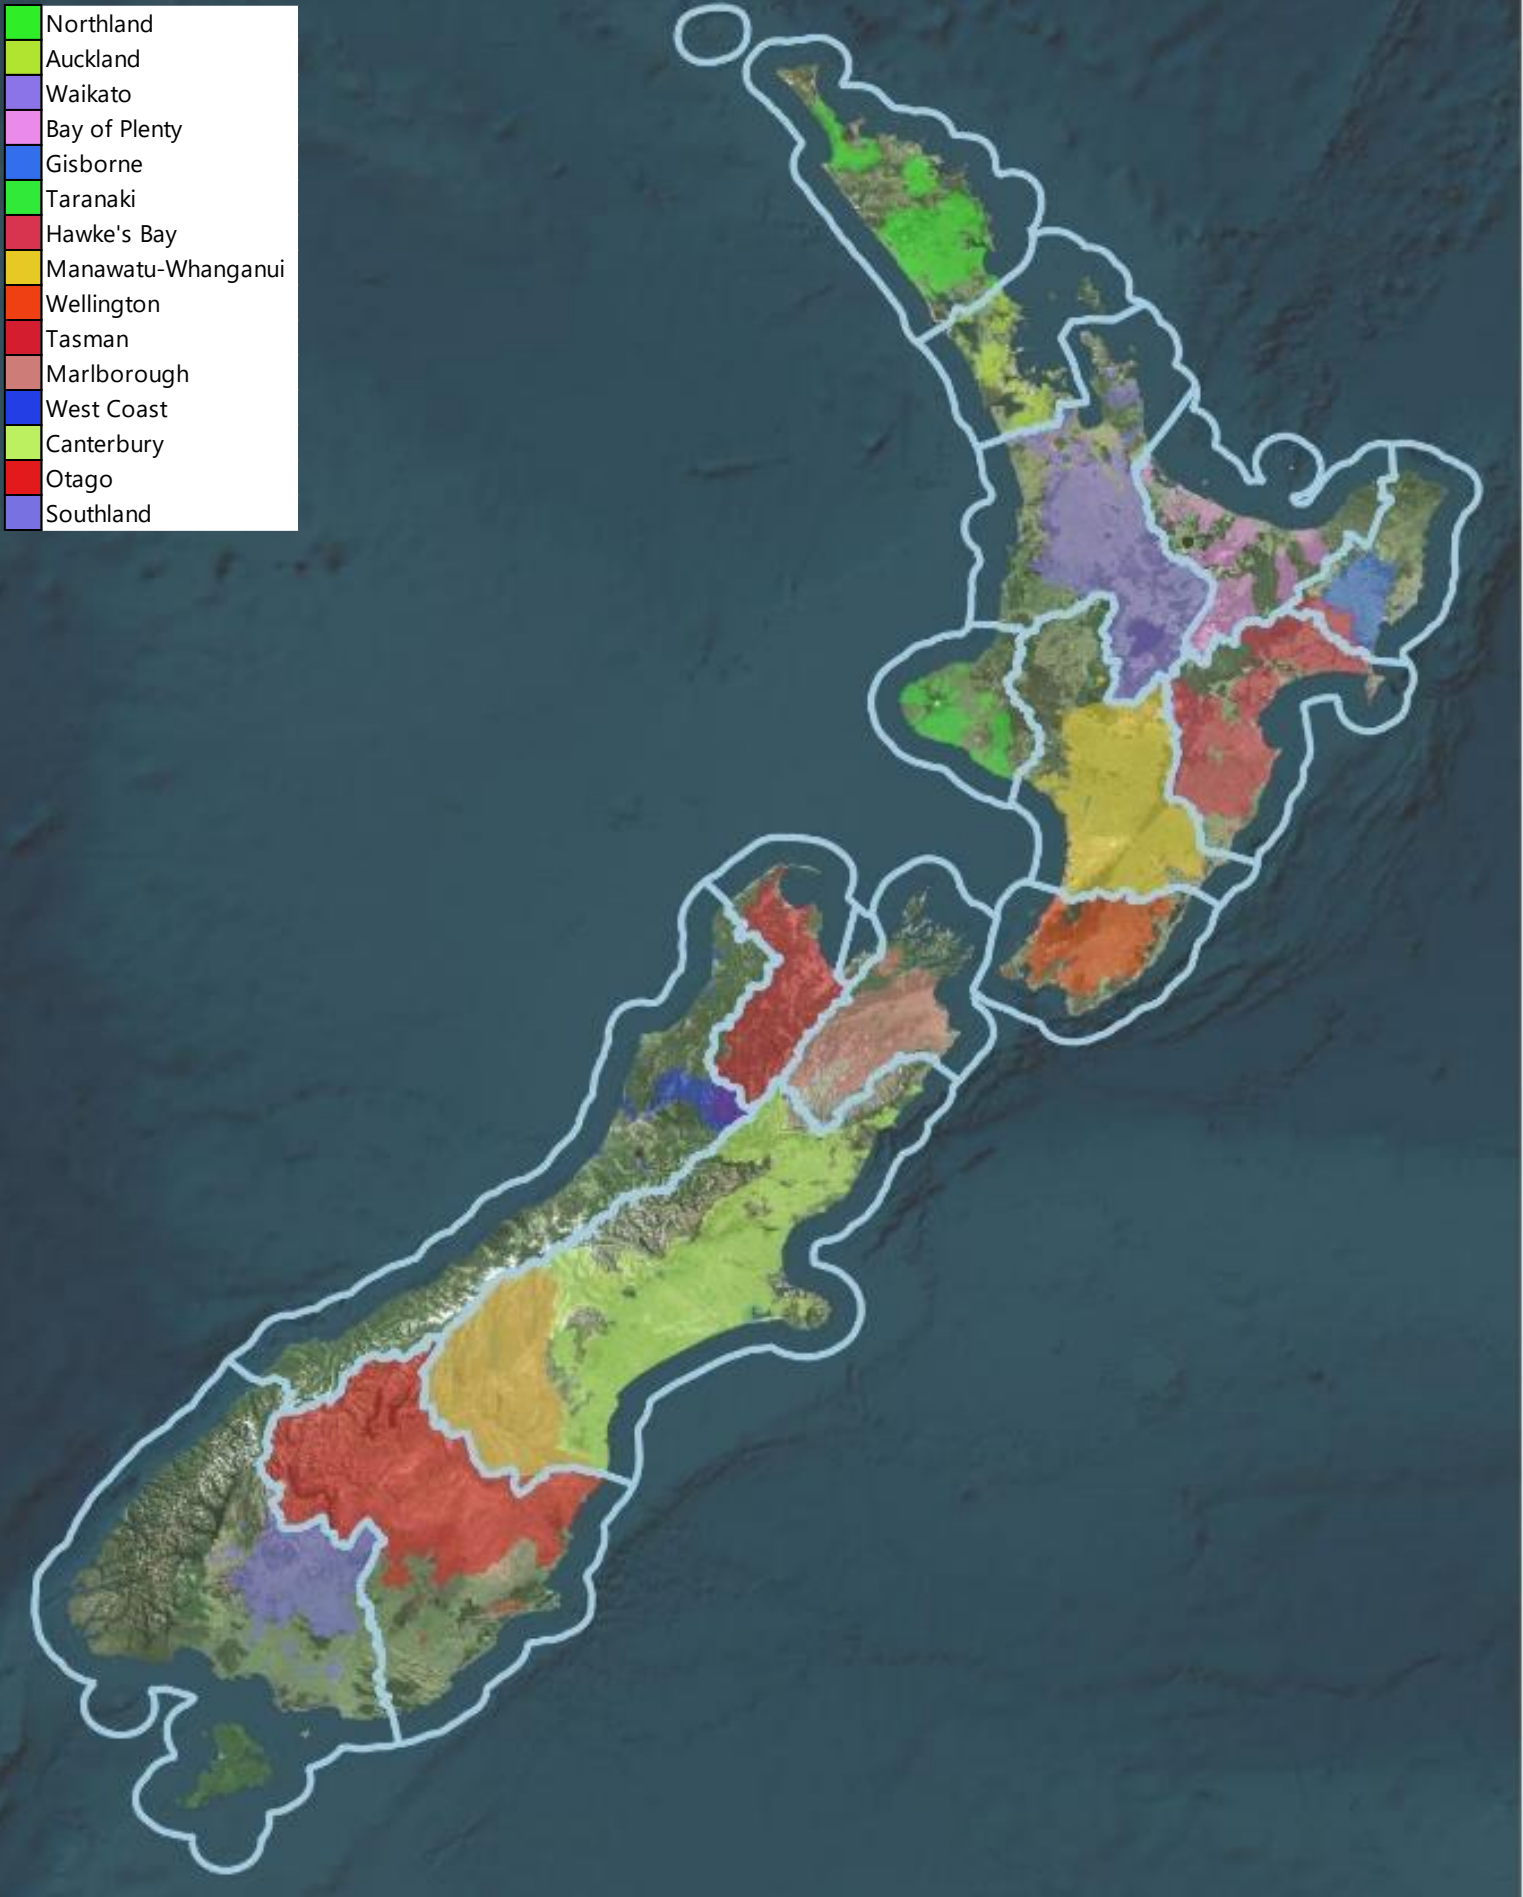 Northland
Auckland
Waikato
Bay of Plenty
Gisborne
Taranaki
Hawke's Bay
Manawatu-Whanganui
Wellington
Tasman
Marlborough
West Coast
Canterbury
Otago
Southland